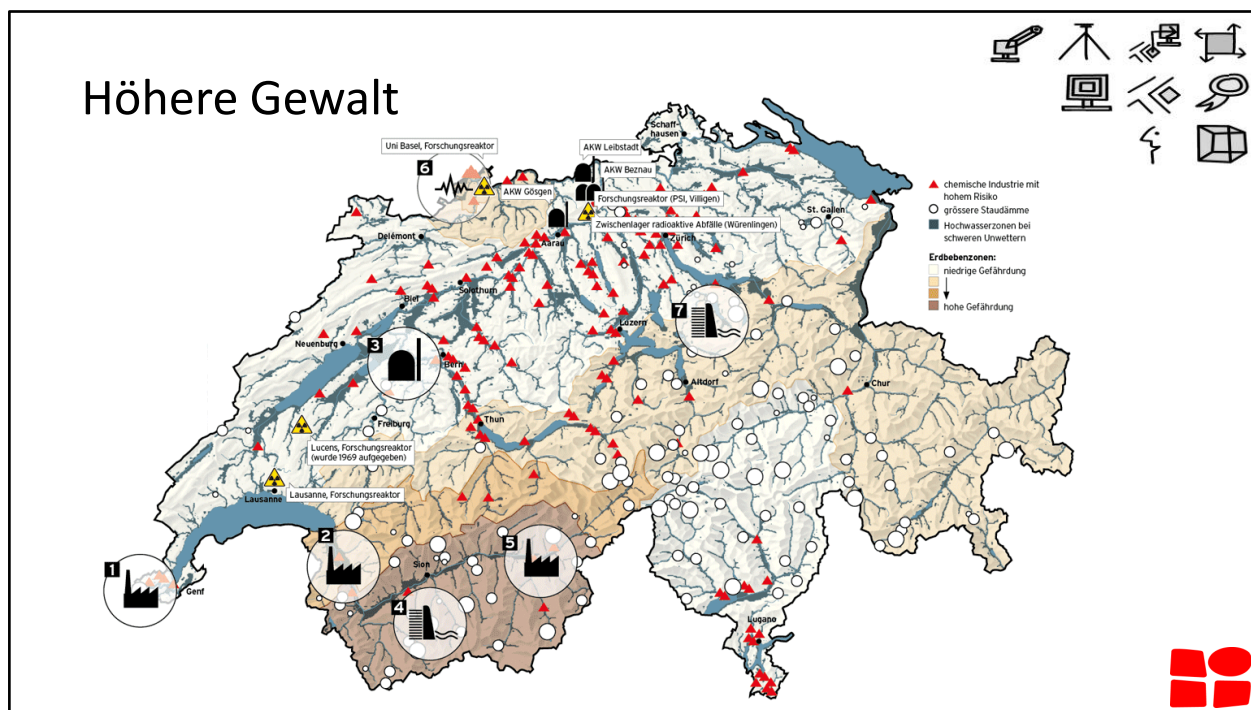 Höhere Gewalt
Schaff-
hausen
Uni Basel, Forschungsreaktor
AKW Leibstadt
6
AKW Beznau
AKW Gösgen
Forschungsreaktor (PSI, Villigen)
Zwischenlager radioaktive Abfälle (Würenlingen)
St. Gallen
Delémont
Aarau
Zürich
chemische Industrie mit
hohem Risiko
grössere Staudämme
Hochwasserzonen bei
schweren Unwettern
Erdbebenzonen:
niedrige Gefährdung
hohe Gefährdung
Solothurn
Biel
7
Luzern
Neuenburg
3
Bern
Altdorf
Chur
Freiburg
Thun
Lucens, Forschungsreaktor
(wurde 1969 aufgegeben)
Lausanne
Lausanne, Forschungsreaktor
2
5
1
Sion
Genf
4
Lugano